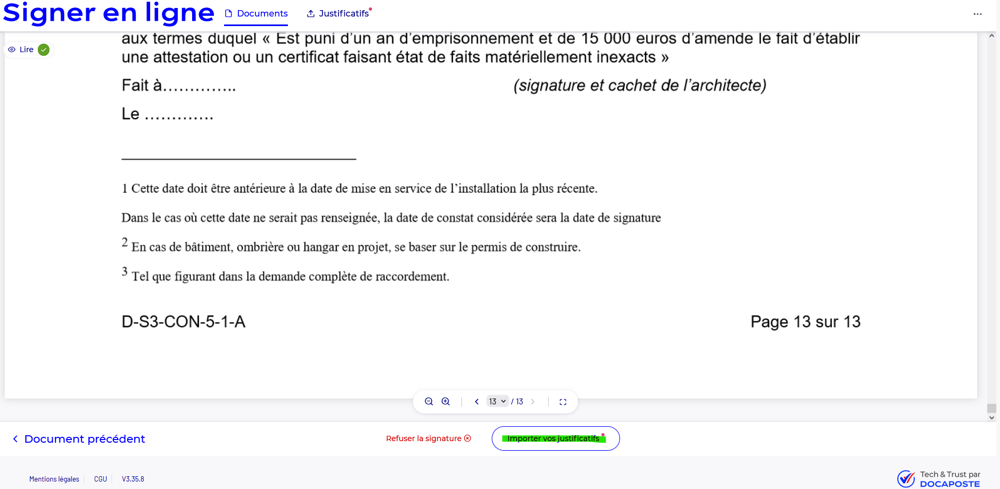 Signer en ligne Documents Justificatifs ...
Lire
aux termes duquel « Est puni d’un an d’emprisonnement et de 15 000 euros d’amende le fait d’établir
une attestation ou un certificat faisant état de faits matériellement inexacts »
Fait à………….. (signature et cachet de l’architecte)
Le ………….
1 Cette date doit être antérieure à la date de mise en service de l’installation la plus récente.
Dans le cas où cette date ne serait pas renseignée, la date de constat considérée sera la date de signature
2 En cas de bâtiment, ombrière ou hangar en projet, se baser sur le permis de construire.
3 Tel que figurant dans la demande complète de raccordement.
D-S3-CON-5-1-A Page 13 sur 13
13 / 13
Document précédent Refuser la signature Importer vos justificatifs
Mentions légales CGU V3.35.8
Tech & Trust par
DOCAPOSTE